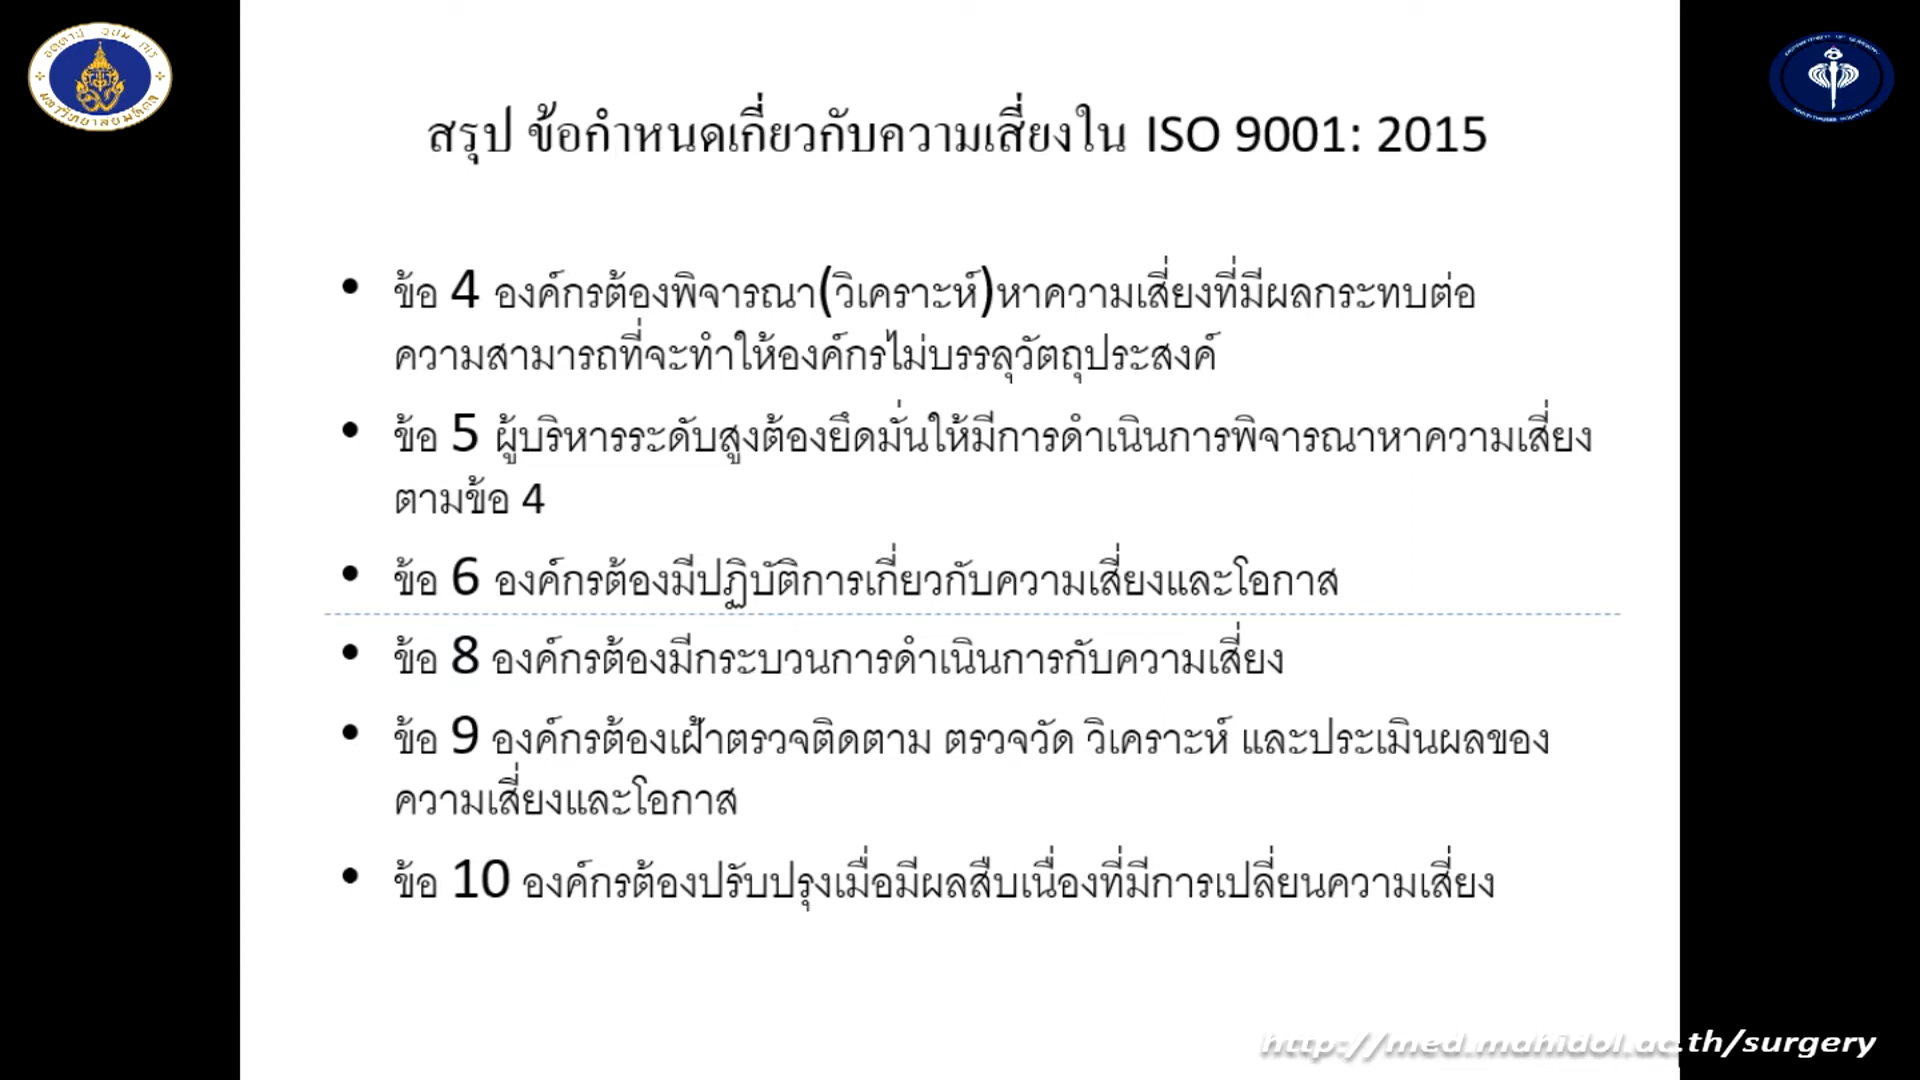 สรุป ข้อกำหนดเกี่ยวกับความเสี่ยงใน ISO 9001: 2015
• ข้อ 4 องค์กรต้องพิจารณา(วิเคราะห์)หาความเสี่ยงที่มีผลกระทบต่อ
ความสามารถที่จะทำให้องค์กรไม่บรรลุวัตถุประสงค์
• ข้อ 5 ผู้บริหารระดับสูงต้องยึดมั่นให้มีการดำเนินการพิจารณาหาความเสี่ยง
ตามข้อ 4
• ข้อ 6 องค์กรต้องมีปฏิบัติการเกี่ยวกับความเสี่ยงและโอกาส
• ข้อ 8 องค์กรต้องมีกระบวนการดำเนินการกับความเสี่ยง
• ข้อ 9 องค์กรต้องเฝ้าตรวจติดตาม ตรวจวัด วิเคราะห์ และประเมินผลของ
ความเสี่ยงและโอกาส
• ข้อ 10 องค์กรต้องปรับปรุงเมื่อมีผลสืบเนื่องที่มีการเปลี่ยนความเสี่ยง
http://med.mahidol.ac.th/surgery